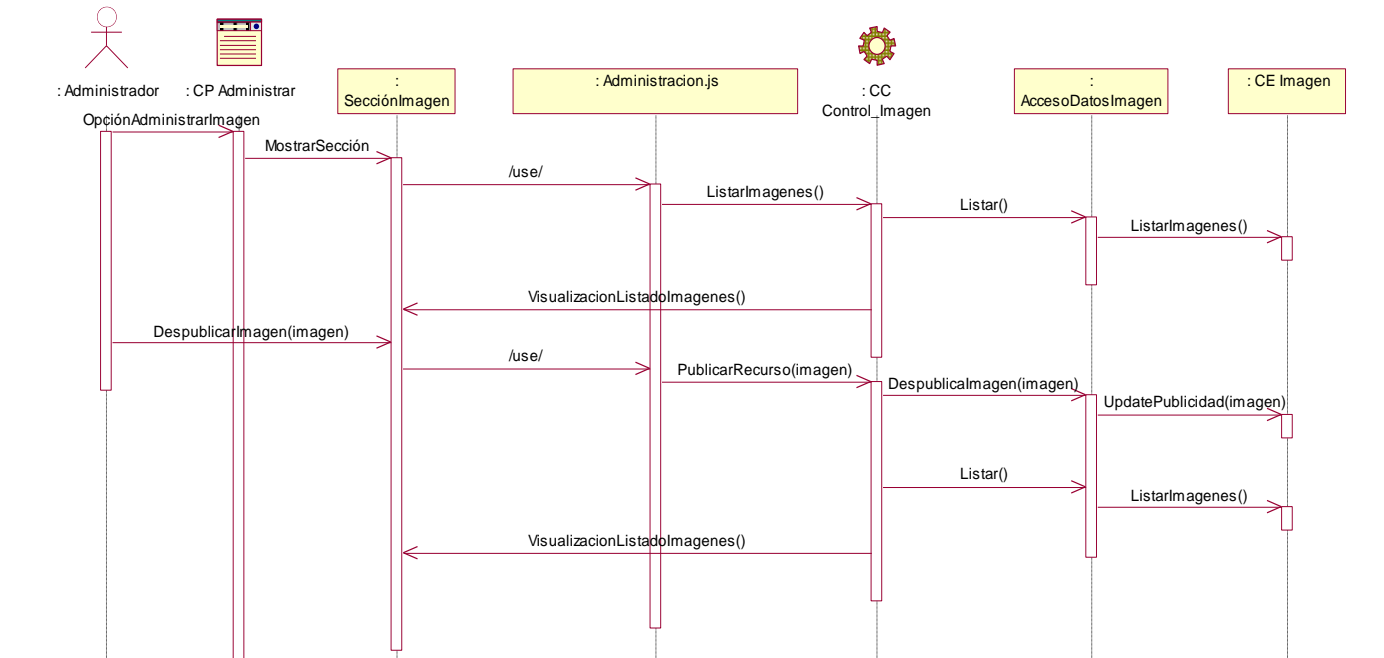 : Administrador
: CP Administrar
:
SecciónImagen
: Administracion.js
: CC
Control_Imagen
:
AccesoDatosImagen
: CE Imagen
OpciónAdministrarImagen
MostrarSección
/use/
ListarImagenes()
Listar()
ListarImagenes()
VisualizacionListadoImagenes()
DespublicarImagen(imagen)
/use/
PublicarRecurso(imagen)
DespublicaImagen(imagen)
UpdatePublicidad(imagen)
Listar()
ListarImagenes()
VisualizacionListadoImagenes()